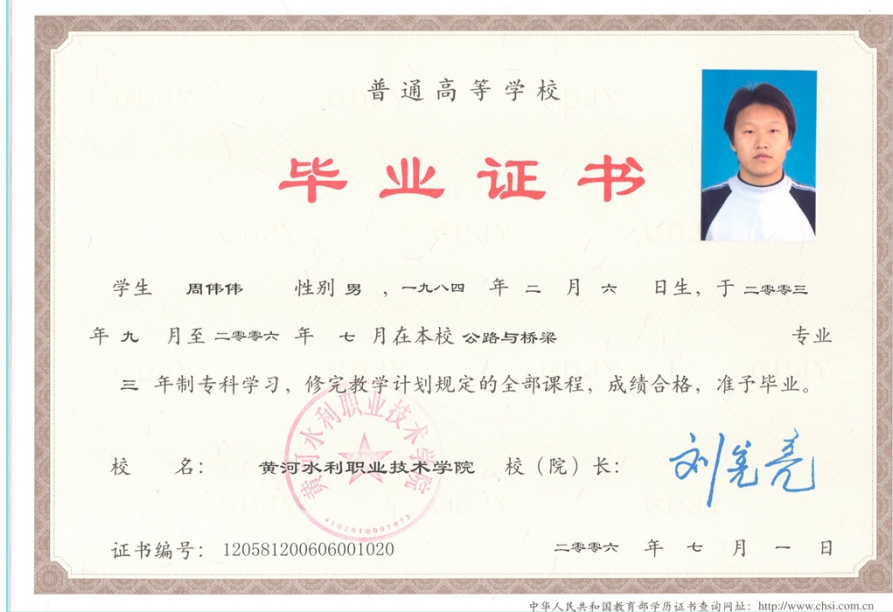 普通高等学校
毕业证书
学生 周伟伟 性别 男 ，一九八四 年 二 月 六 日生，于 二零零三
年 九 月至 二零零六 年 七 月在本校 公路与桥梁 专业
三 年制专科学习，修完教学计划规定的全部课程，成绩合格，准予毕业。
黄河水利职业技术学院
4102010007075
校 名： 黄河水利职业技术学院 校（院）长： 刘宪亮
证书编号： 120581200606001020 二零零六 年 七 月 一 日
中华人民共和国教育部学历证书查询网址：http://www.chsi.com.cn